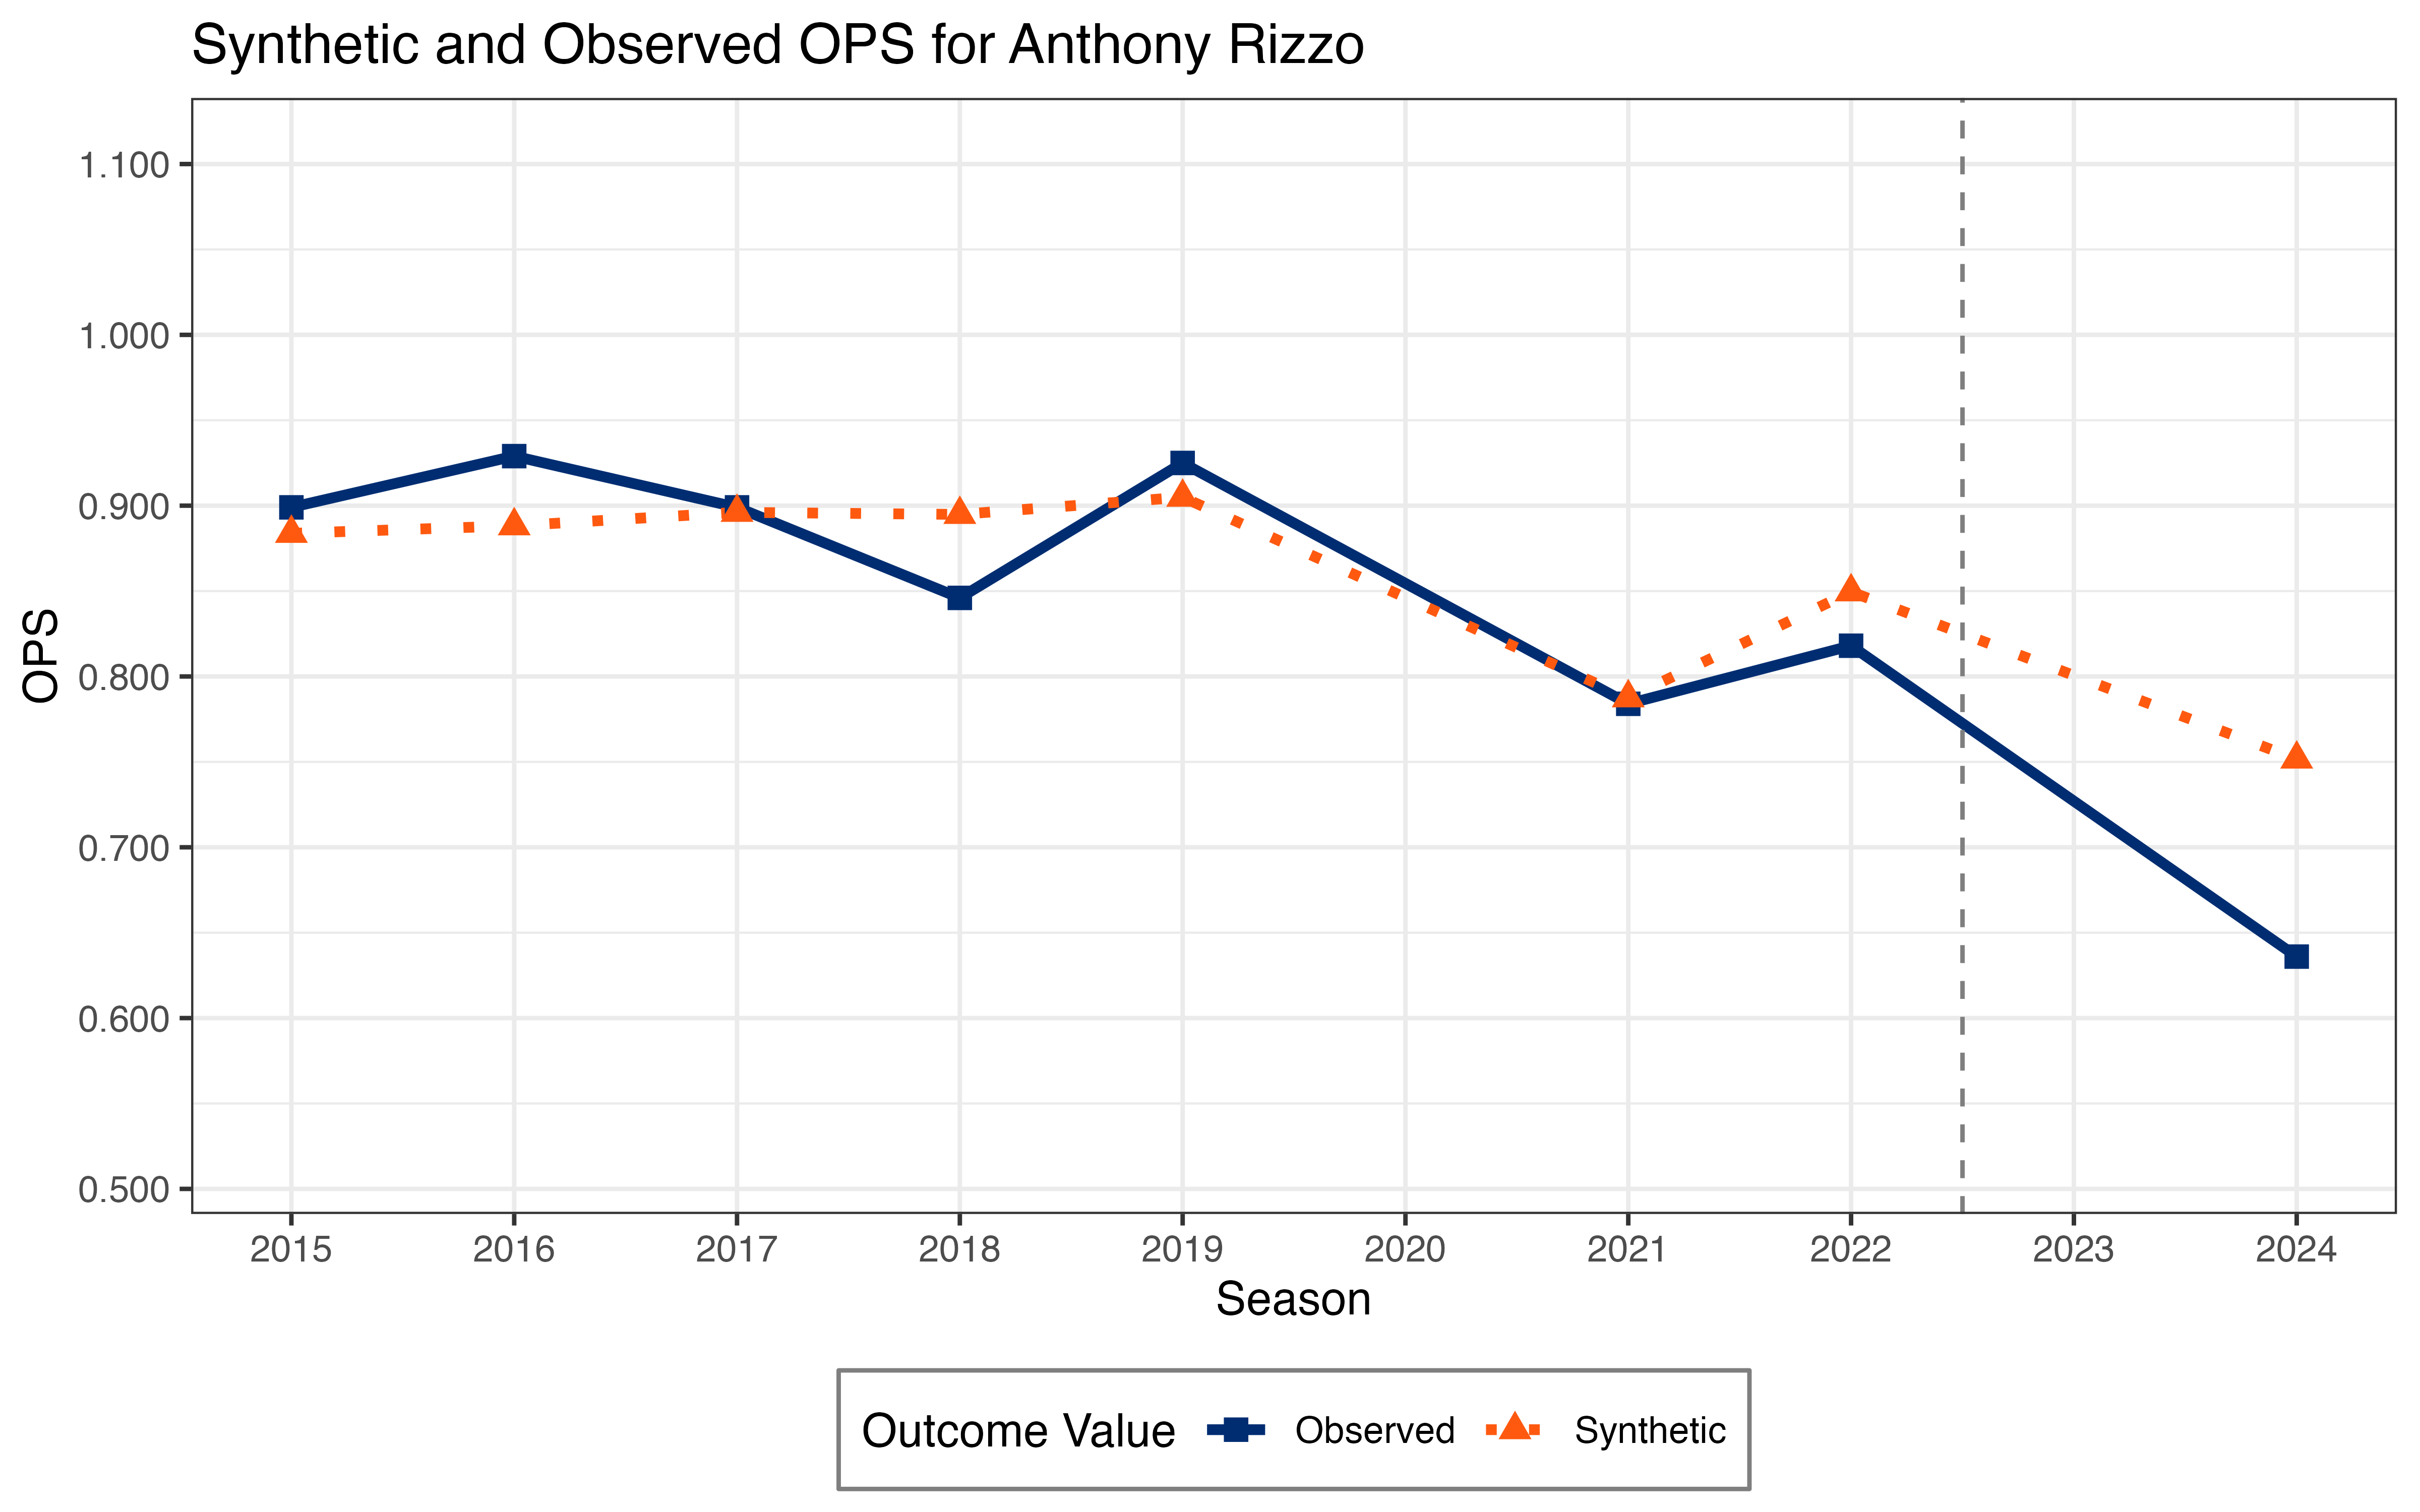 Synthetic and Observed OPS for Anthony Rizzo
1.100
1.000
0.900
0.800
0.700
0.600
0.500
OPS
2015 2016 2017 2018 2019 2020 2021 2022 2023 2024
Season
Outcome Value Observed Synthetic